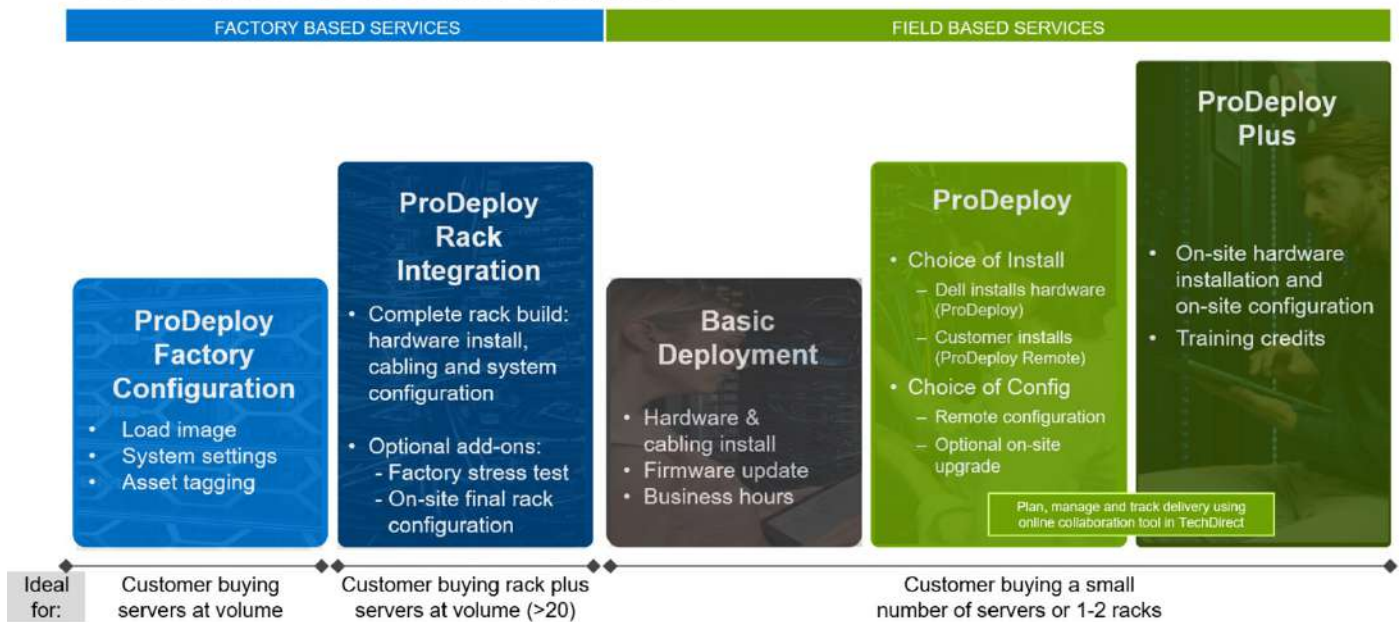 FACTORY BASED SERVICES
FIELD BASED SERVICES
ProDeploy
Factory
Configuration
• Load image
• System settings
• Asset tagging
ProDeploy
Rack
Integration
• Complete rack build:
hardware install,
cabling and system
configuration
• Optional add-ons:
- Factory stress test
- On-site final rack
configuration
Basic
Deployment
• Hardware &
cabling install
• Firmware update
• Business hours
ProDeploy
• Choice of Install
– Dell installs hardware
(ProDeploy)
– Customer installs
(ProDeploy Remote)
• Choice of Config
– Remote configuration
– Optional on-site
upgrade
ProDeploy
Plus
• On-site hardware
installation and
on-site configuration
• Training credits
Plan, manage and track delivery using
online collaboration tool in TechDirect
Ideal
for:
Customer buying
servers at volume
Customer buying rack plus
servers at volume (>20)
Customer buying a small
number of servers or 1-2 racks